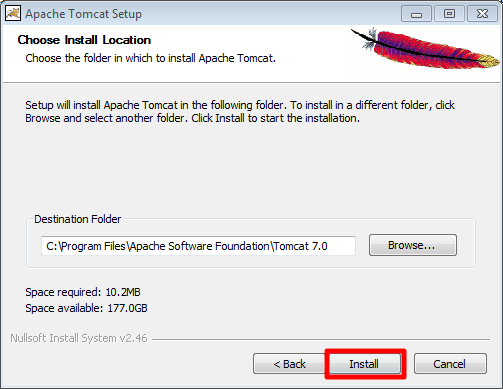 Apache Tomcat Setup
Choose Install Location
Choose the folder in which to install Apache Tomcat.
Setup will install Apache Tomcat in the following folder. To install in a different folder, click
Browse and select another folder. Click Install to start the installation.
Destination Folder
C:\Program Files\Apache Software Foundation\Tomcat 7.0
Browse...
Space required: 10.2MB
Space available: 177.0GB
Nullsoft Install System v2.46
< Back
Install
Cancel